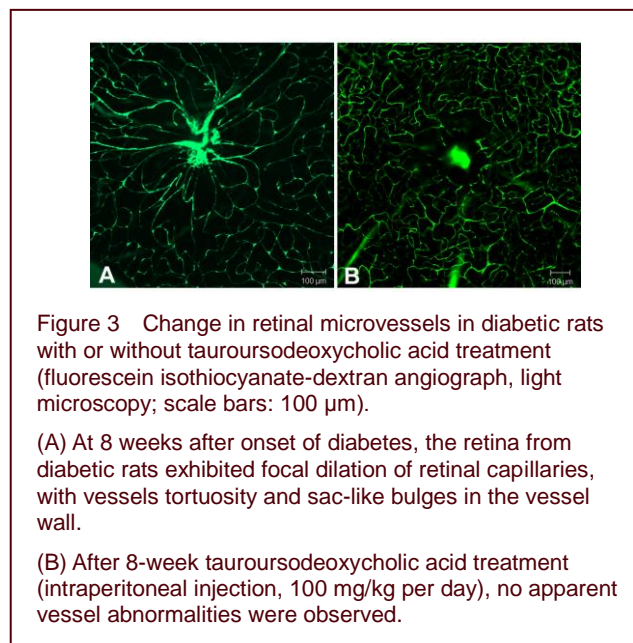 A
100 µm
B
100 µm
Figure 3 Change in retinal microvessels in diabetic rats
with or without tauroursodeoxycholic acid treatment
(fluorescein isothiocyanate-dextran angiograph, light
microscopy; scale bars: 100 µm).
(A) At 8 weeks after onset of diabetes, the retina from
diabetic rats exhibited focal dilation of retinal capillaries,
with vessels tortuosity and sac-like bulges in the vessel
wall.
(B) After 8-week tauroursodeoxycholic acid treatment
(intraperitoneal injection, 100 mg/kg per day), no apparent
vessel abnormalities were observed.